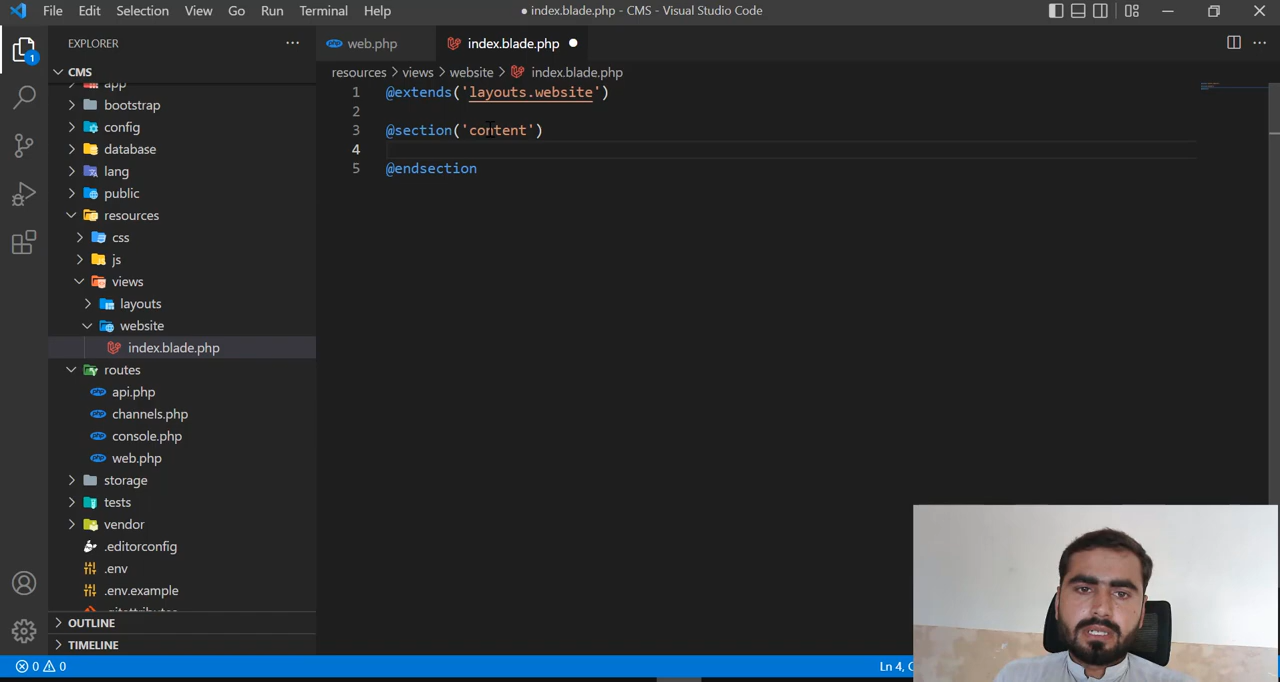 File Edit Selection View Go Run Terminal Help
● index.blade.php - CMS - Visual Studio Code
EXPLORER
web.php
index.blade.php
CMS
resources > views > website > index.blade.php
app
bootstrap
config
database
lang
public
resources
css
js
views
layouts
website
index.blade.php
routes
api.php
channels.php
console.php
web.php
storage
tests
vendor
.editorconfig
.env
.env.example
.gitattributes
OUTLINE
TIMELINE
1 @extends('layouts.website')
2
3 @section('content')
4
5 @endsection
1
0 0
Ln 4,